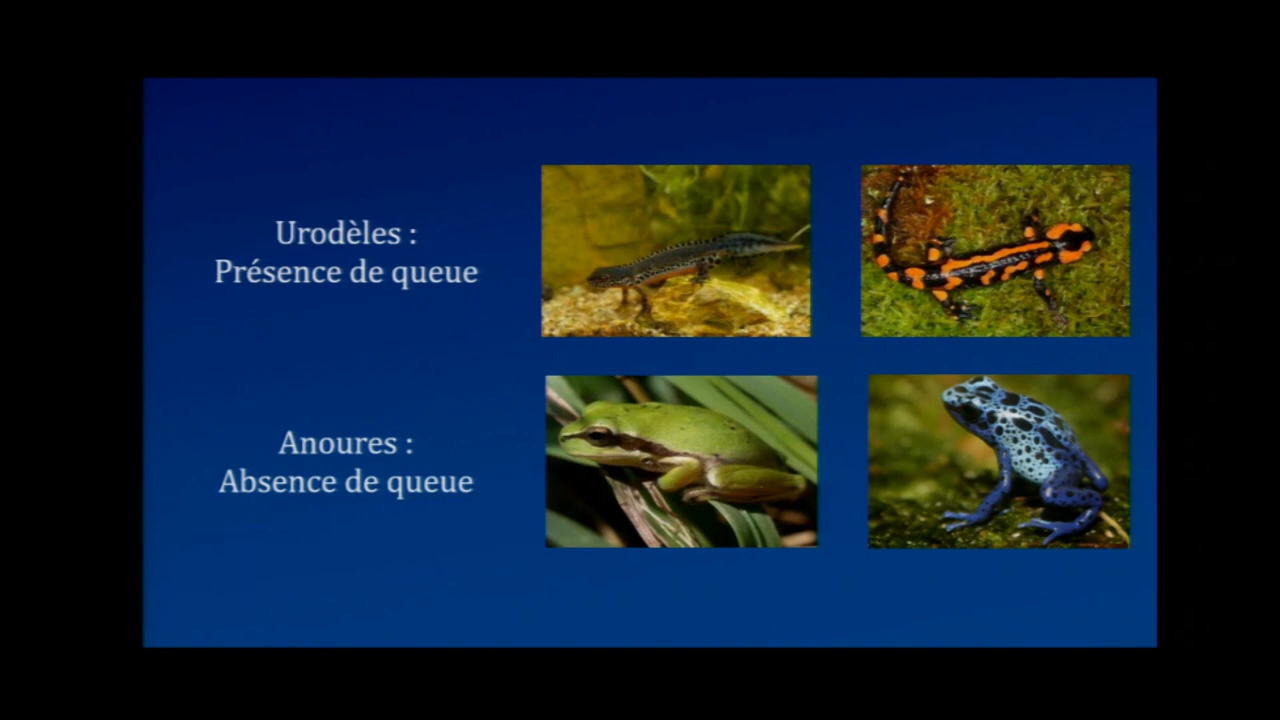 Urodèles :
Présence de queue
Anoures :
Absence de queue